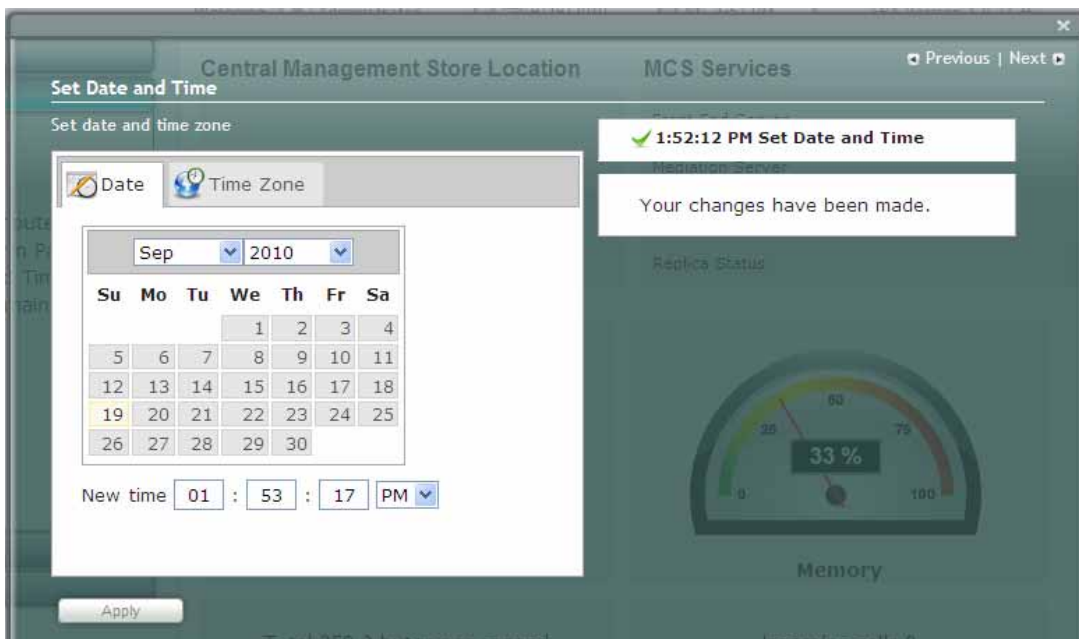 Central Management Store Location
MCS Services
Previous | Next
Set Date and Time
Set date and time zone
Date
Time Zone
Sep
2010
Su Mo Tu We Th Fr Sa
1 2 3 4
5 6 7 8 9 10 11
12 13 14 15 16 17 18
19 20 21 22 23 24 25
26 27 28 29 30
New time 01 : 53 : 17 PM
Apply
1:52:12 PM Set Date and Time
Mediation Server
Your changes have been made.
Replica Status
0
25
50
75
100
33 %
Memory